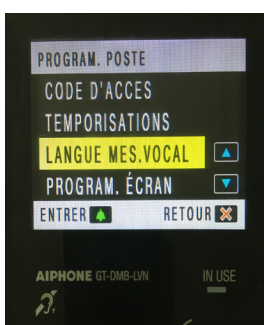 PROGRAM. POSTE
CODE D'ACCES
TEMPORISATIONS
LANGUE MES.VOCAL
PROGRAM. ÉCRAN
ENTRER RETOUR
AIPHONE GT-DMB-LVN IN USE
T